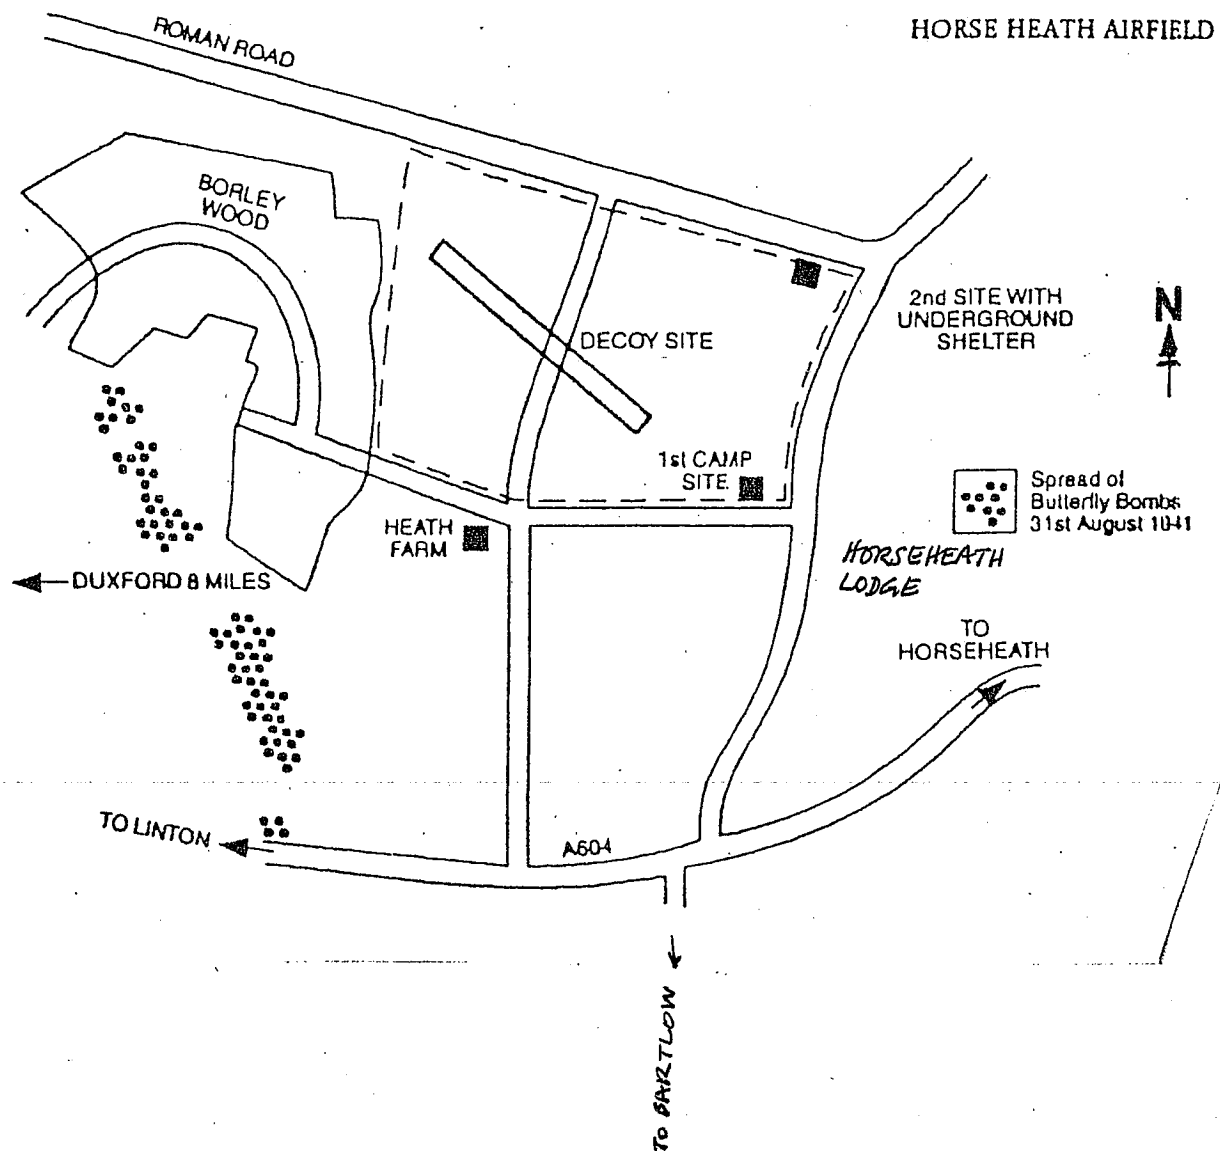 HORSE HEATH AIRFIELD
ROMAN ROAD
BORLEY
WOOD
2nd SITE WITH
UNDERGROUND
SHELTER
N
DECOY SITE
1st CAMP
SITE
Spread of
Butterfly Bombs
31st August 1941
HEATH
FARM
HORSEHEATH
LODGE
DUXFORD 8 MILES
TO
HORSEHEATH
TO LINTON
A604
TO BARTLOW